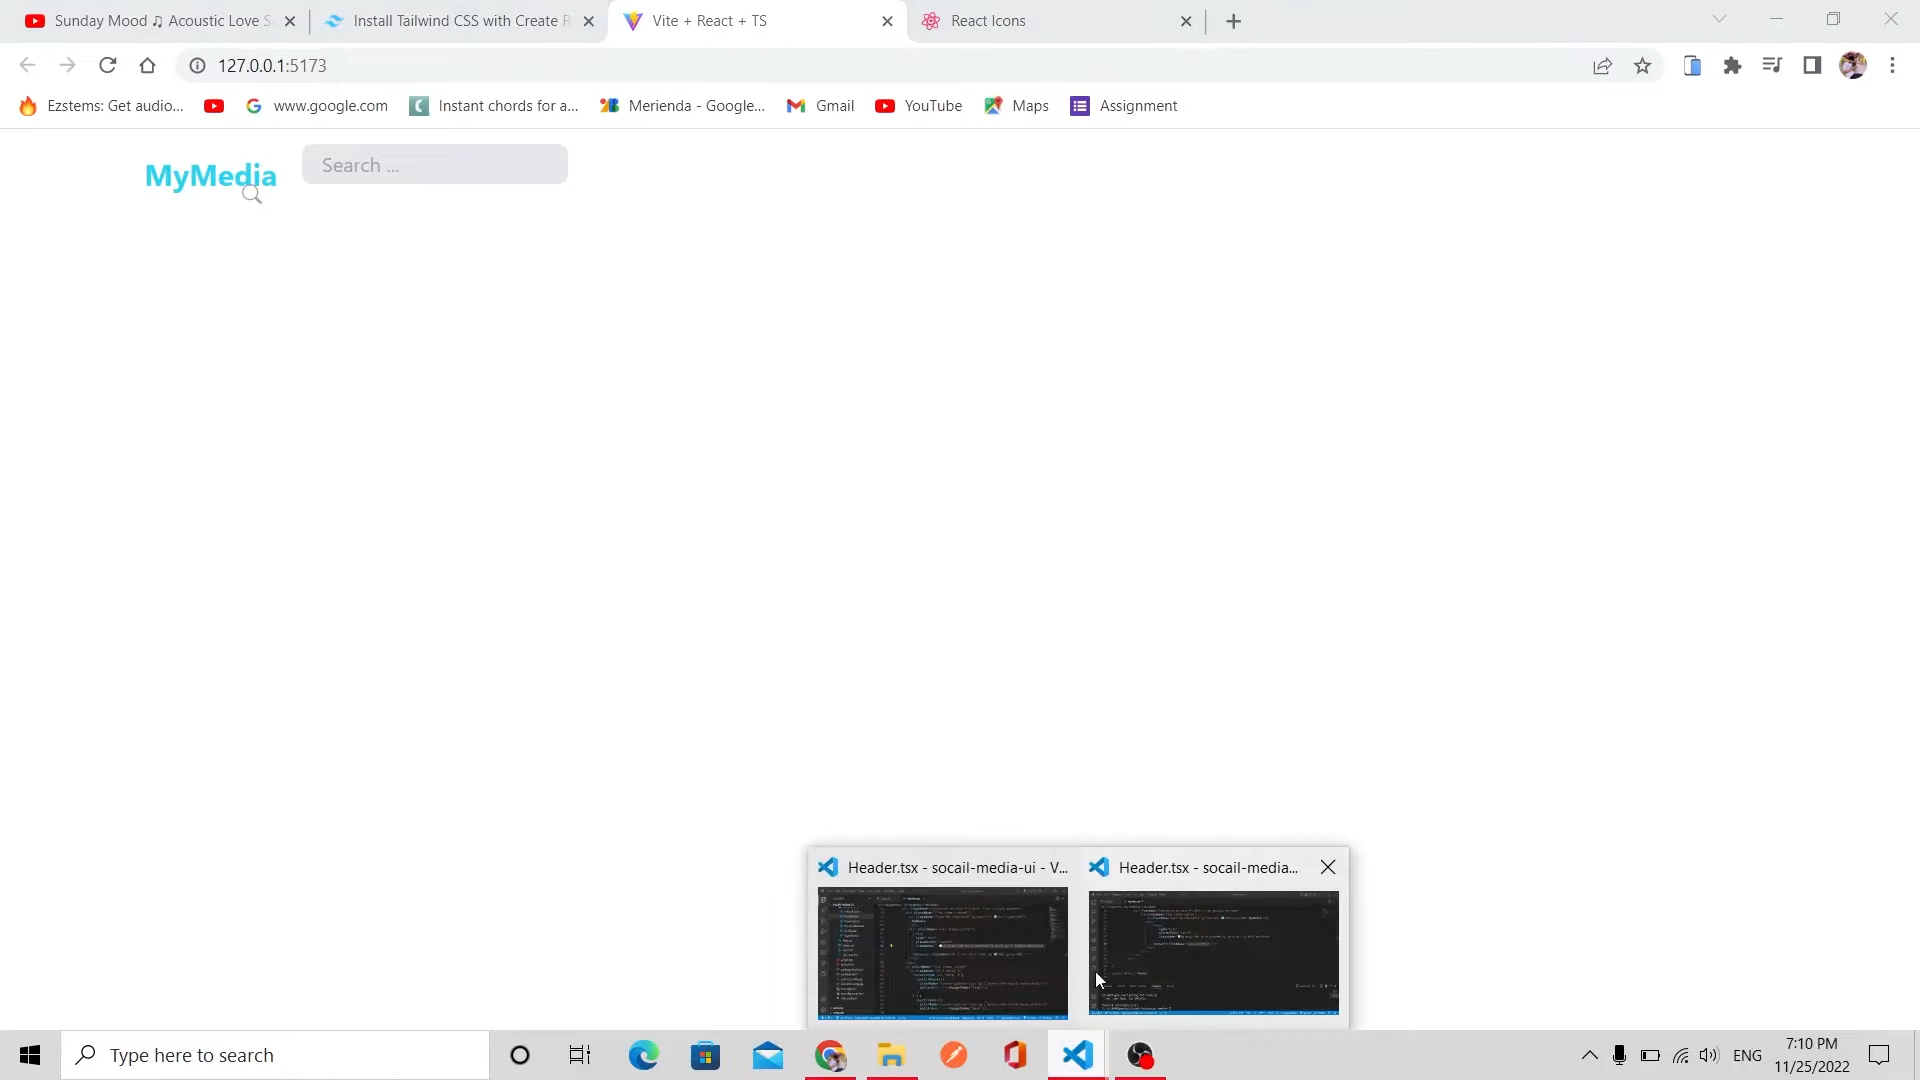 Sunday Mood ♫ Acoustic Love S
Install Tailwind CSS with Create R
Vite + React + TS
React Icons
127.0.0.1:5173
Ezstems: Get audio...
www.google.com
Instant chords for a...
Merienda - Google...
Gmail
YouTube
Maps
Assignment
MyMedia
Search ...
Header.tsx - socail-media-ui - V...
Header.tsx - socail-media...
Type here to search
ENG
7:10 PM
11/25/2022